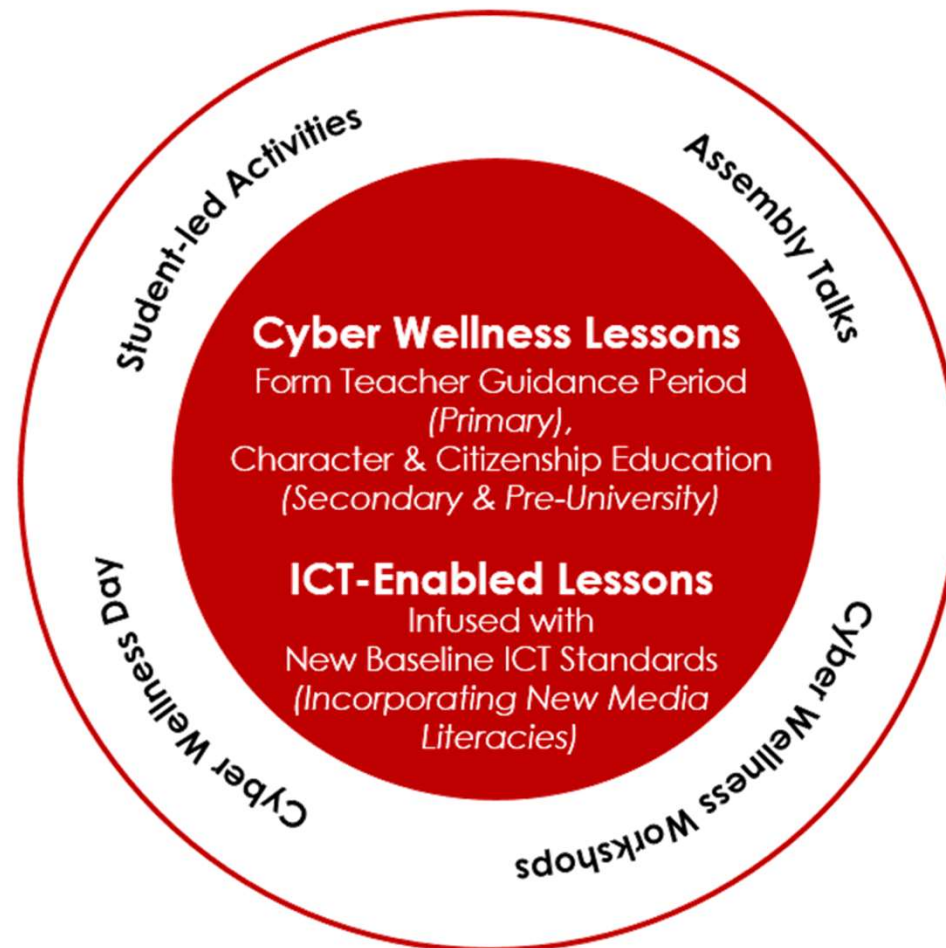 Student-led Activities
Assembly Talks
Cyber Wellness Lessons
Form Teacher Guidance Period
(Primary),
Character & Citizenship Education
(Secondary & Pre-University)
ICT-Enabled Lessons
Infused with
New Baseline ICT Standards
(Incorporating New Media
Literacies)
Cyber Wellness Day
Cyber Wellness Workshops